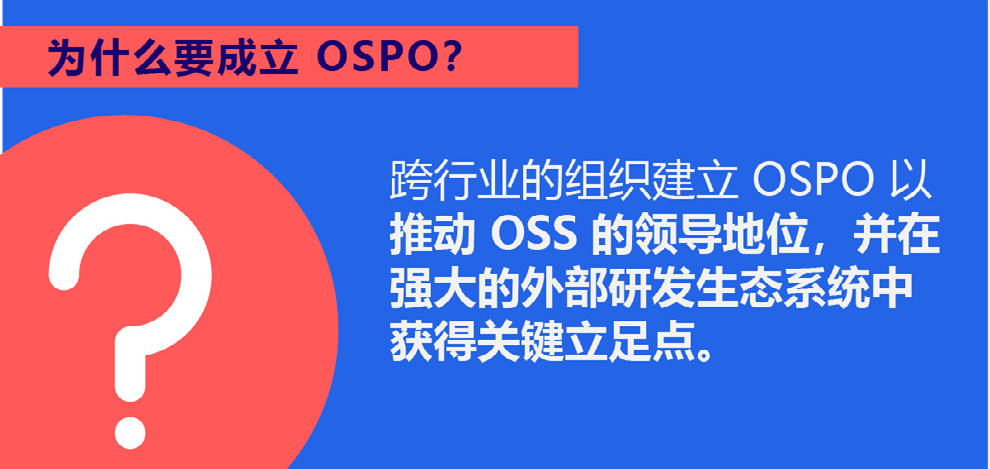 为什么要成立 OSPO？
跨行业的组织建立 OSPO 以
推动 OSS 的领导地位，并在
强大的外部研发生态系统中
获得关键立足点。